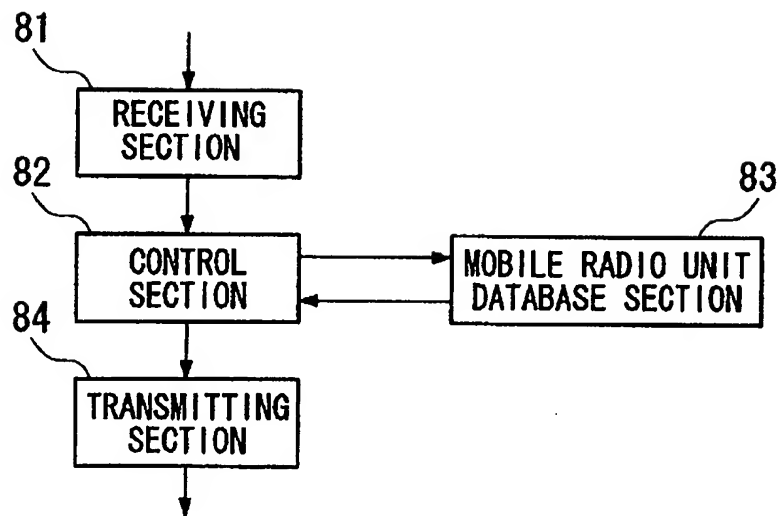 81
RECEIVING
SECTION
82
CONTROL
SECTION
83
MOBILE RADIO UNIT
DATABASE SECTION
84
TRANSMITTING
SECTION